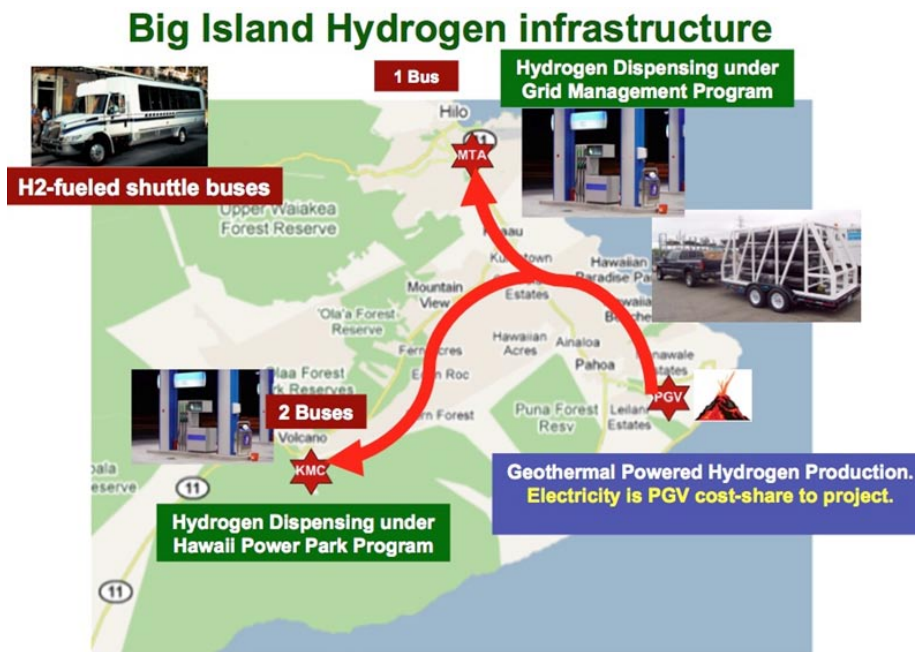 Big Island Hydrogen infrastructure
1 Bus
Hydrogen Dispensing under
Grid Management Program
Hilo
11
MTA
H2-fueled shuttle buses
Upper Waiakea
Forest Reserve
Hawaiian
Mountain
View
Estates
'Ola'a Forest
Reserve
Hawaiian
Acres
Ainaloa
Pahoa
Estates
2 Buses
Volcano
Puna Forest
Resv
Leilani
Estates
PGV
KMC
Geothermal Powered Hydrogen Production.
Electricity is PGV cost-share to project.
11
Hydrogen Dispensing under
Hawaii Power Park Program
11